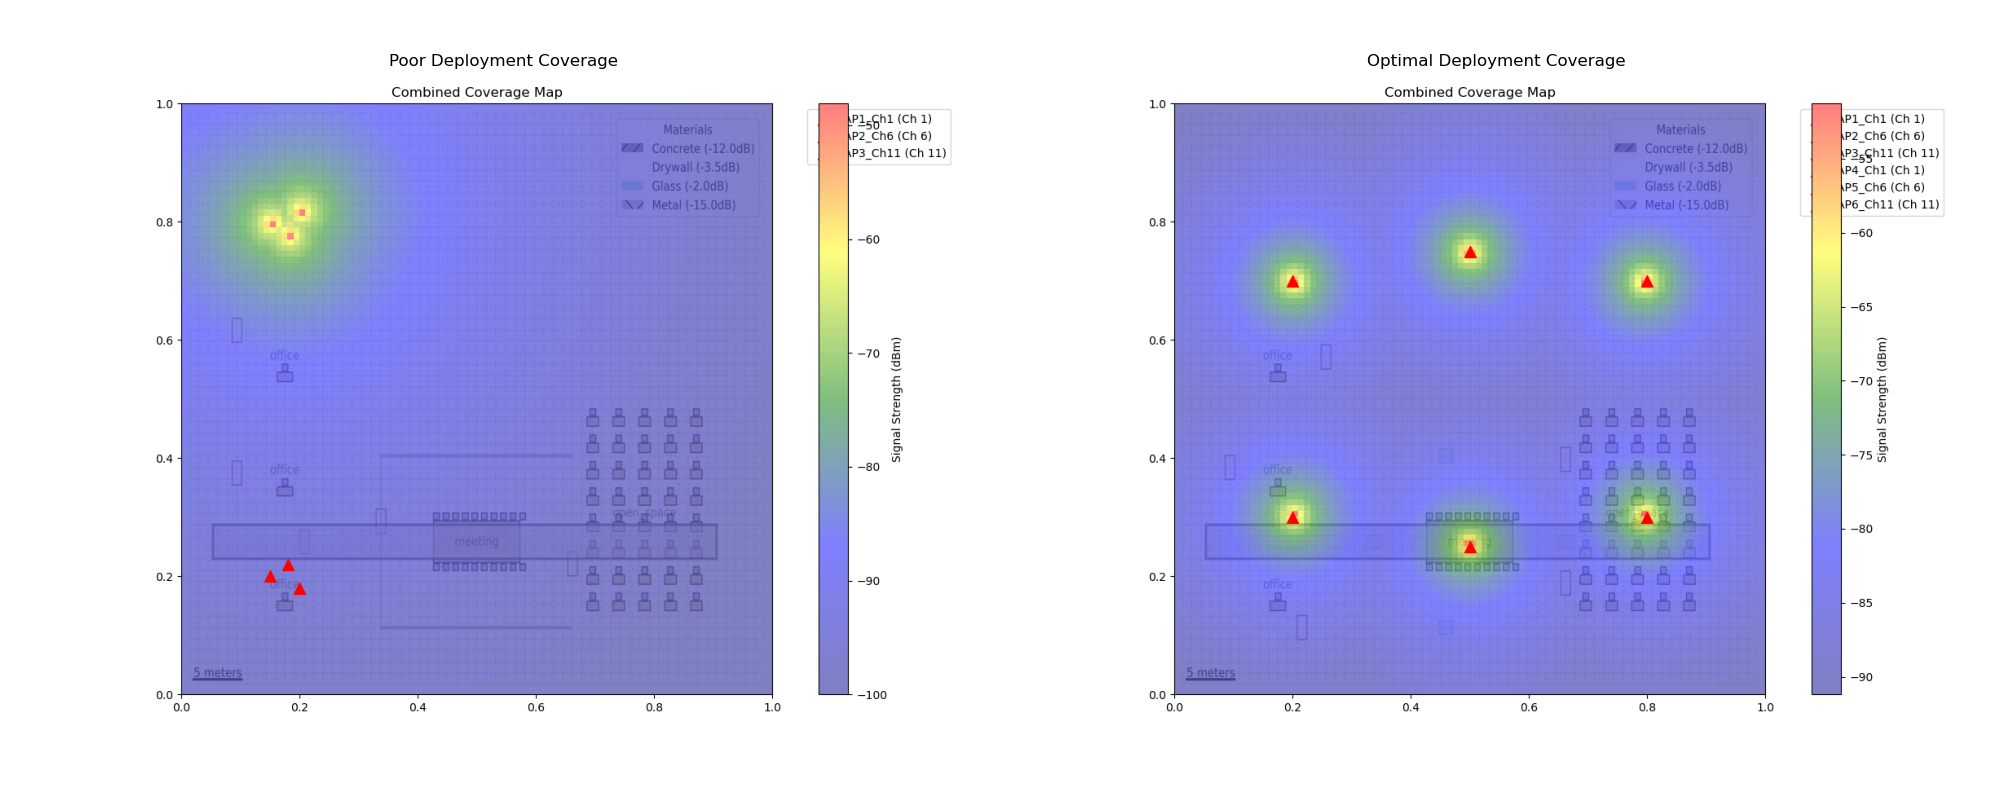 Poor Deployment Coverage
Combined Coverage Map
1.0
0.8
0.6
0.4
0.2
0.0
0.0
0.2
0.4
0.6
0.8
1.0
Materials
Concrete (-12.0dB)
Drywall (-3.5dB)
Glass (-2.0dB)
Metal (-15.0dB)
office
office
office
meeting
open_space
5 meters
AP1_Ch1 (Ch 1)
AP2_Ch6 (Ch 6)
AP3_Ch11 (Ch 11)
−50
−60
−70
−80
−90
−100
Signal Strength (dBm)
Optimal Deployment Coverage
Combined Coverage Map
1.0
0.8
0.6
0.4
0.2
0.0
0.0
0.2
0.4
0.6
0.8
1.0
Materials
Concrete (-12.0dB)
Drywall (-3.5dB)
Glass (-2.0dB)
Metal (-15.0dB)
office
office
office
5 meters
AP1_Ch1 (Ch 1)
AP2_Ch6 (Ch 6)
AP3_Ch11 (Ch 11)
AP4_Ch1 (Ch 1)
AP5_Ch6 (Ch 6)
AP6_Ch11 (Ch 11)
−55
−60
−65
−70
−75
−80
−85
−90
Signal Strength (dBm)